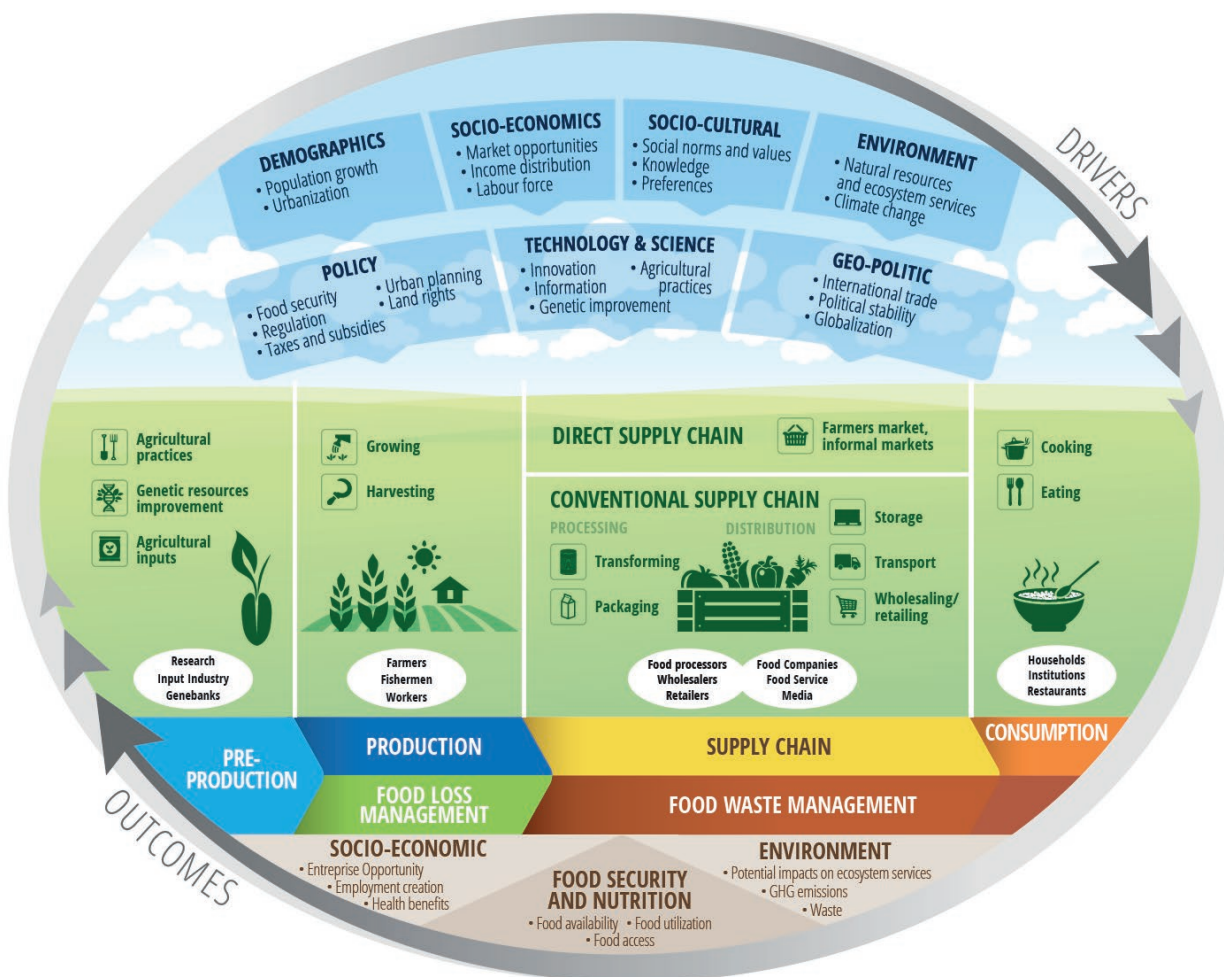 DEMOGRAPHICS
• Population growth
• Urbanization
SOCIO-ECONOMICS
• Market opportunities
• Income distribution
• Labour force
SOCIO-CULTURAL
• Social norms and values
• Knowledge
• Preferences
ENVIRONMENT
• Natural resources
and ecosystem services
• Climate change
DRIVERS
POLICY
• Food security
• Regulation
• Taxes and subsidies
• Urban planning
• Land rights
TECHNOLOGY & SCIENCE
• Innovation
• Information
• Genetic improvement
• Agricultural
practices
GEO-POLITIC
• International trade
• Political stability
• Globalization
Agricultural
practices
Genetic resources
improvement
Agricultural
inputs
Research
Input Industry
Genebanks
Growing
Harvesting
Farmers
Fishermen
Workers
DIRECT SUPPLY CHAIN
Farmers market,
informal markets
CONVENTIONAL SUPPLY CHAIN
PROCESSING
Transforming
Packaging
DISTRIBUTION
Storage
Transport
Wholesaling/
retailing
Food processors
Wholesalers
Retailers
Food Companies
Food Service
Media
Cooking
Eating
Households
Institutions
Restaurants
PRE-
PRODUCTION
PRODUCTION
SUPPLY CHAIN
CONSUMPTION
FOOD LOSS
MANAGEMENT
FOOD WASTE MANAGEMENT
OUTCOMES
SOCIO-ECONOMIC
• Entreprise Opportunity
• Employment creation
• Health benefits
FOOD SECURITY
AND NUTRITION
• Food availability • Food utilization
• Food access
ENVIRONMENT
• Potential impacts on ecosystem services
• GHG emissions
• Waste